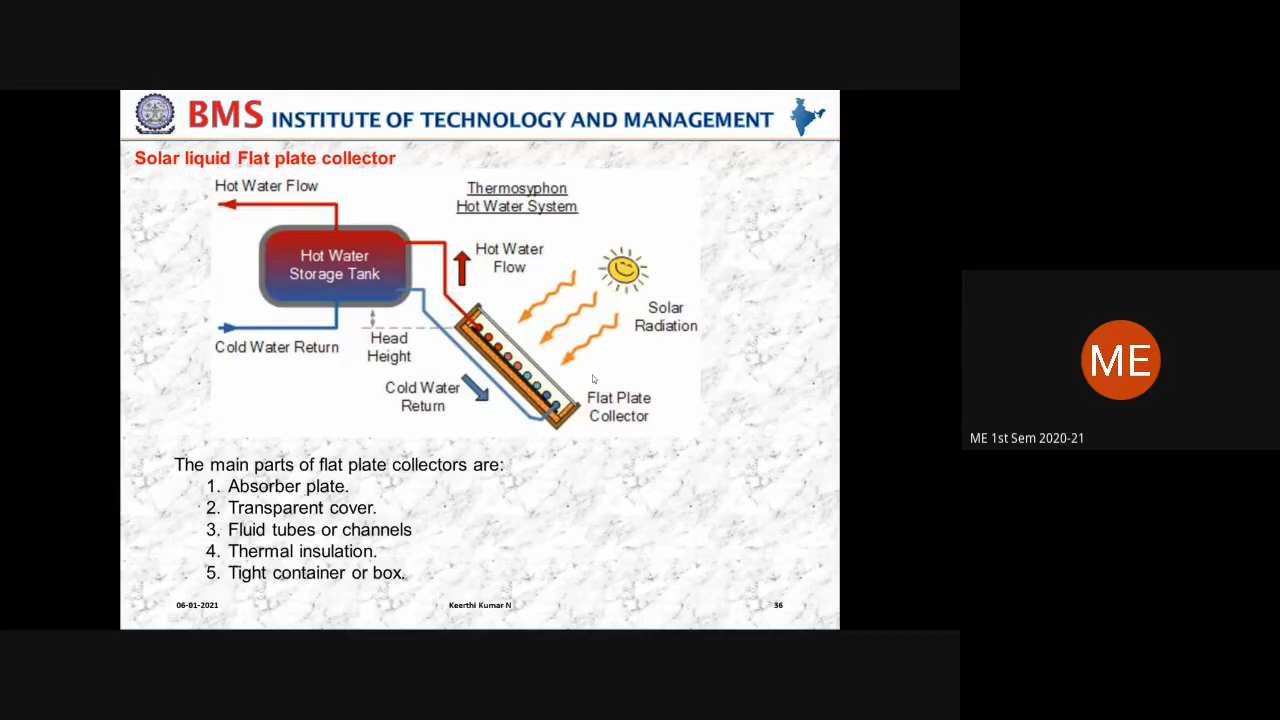 BMS INSTITUTE OF TECHNOLOGY AND MANAGEMENT
Solar liquid Flat plate collector
Hot Water Flow
Thermosyphon
Hot Water System
Hot Water
Storage Tank
Hot Water
Flow
Solar
Radiation
Cold Water Return
Head
Height
Cold Water
Return
Flat Plate
Collector
ME
ME 1st Sem 2020-21
The main parts of flat plate collectors are:
1. Absorber plate.
2. Transparent cover.
3. Fluid tubes or channels
4. Thermal insulation.
5. Tight container or box.
06-01-2021
Keerthi Kumar N
36